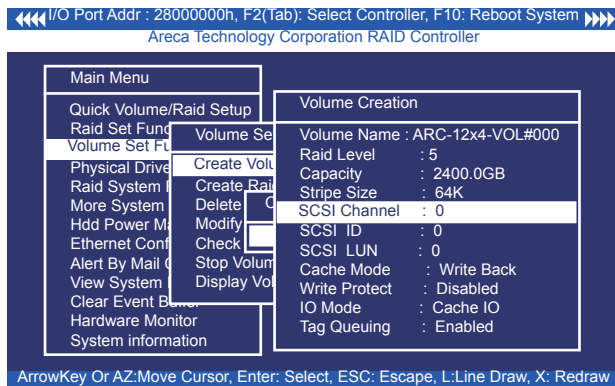 I/O Port Addr : 28000000h, F2(Tab): Select Controller, F10: Reboot System
Areca Technology Corporation RAID Controller
Main Menu
Quick Volume/Raid Setup
Raid Set Func
Volume Set Fu
Physical Drive
Raid System
More System
Hdd Power Ma
Ethernet Conf
Alert By Mail
View System
Clear Event Buffer
Hardware Monitor
System information
Volume Se
Create Volu
Create Rai
Delete
Modify
Check
Stop Volum
Display Vol
C
Volume Creation
Volume Name : ARC-12x4-VOL#000
Raid Level : 5
Capacity : 2400.0GB
Stripe Size : 64K
SCSI Channel : 0
SCSI ID : 0
SCSI LUN : 0
Cache Mode : Write Back
Write Protect : Disabled
IO Mode : Cache IO
Tag Queuing : Enabled
ArrowKey Or AZ:Move Cursor, Enter: Select, ESC: Escape, L:Line Draw, X: Redraw